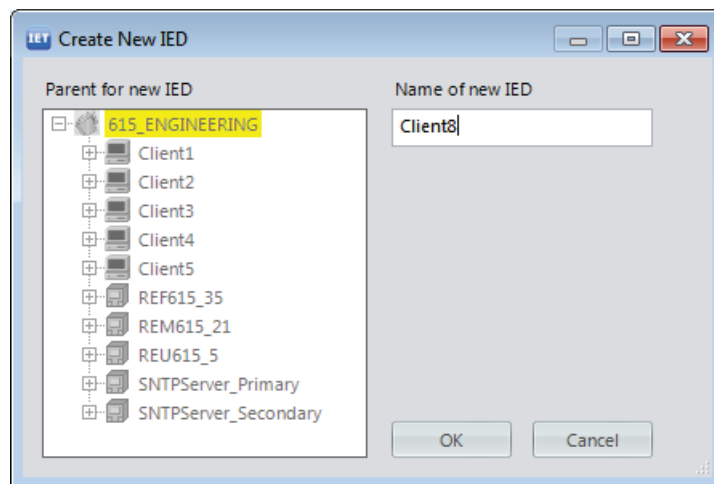 IET Create New IED
Parent for new IED
Name of new IED
615_ENGINEERING
Client8
Client1
Client2
Client3
Client4
Client5
REF615_35
REM615_21
REU615_5
SNTPServer_Primary
SNTPServer_Secondary
OK
Cancel